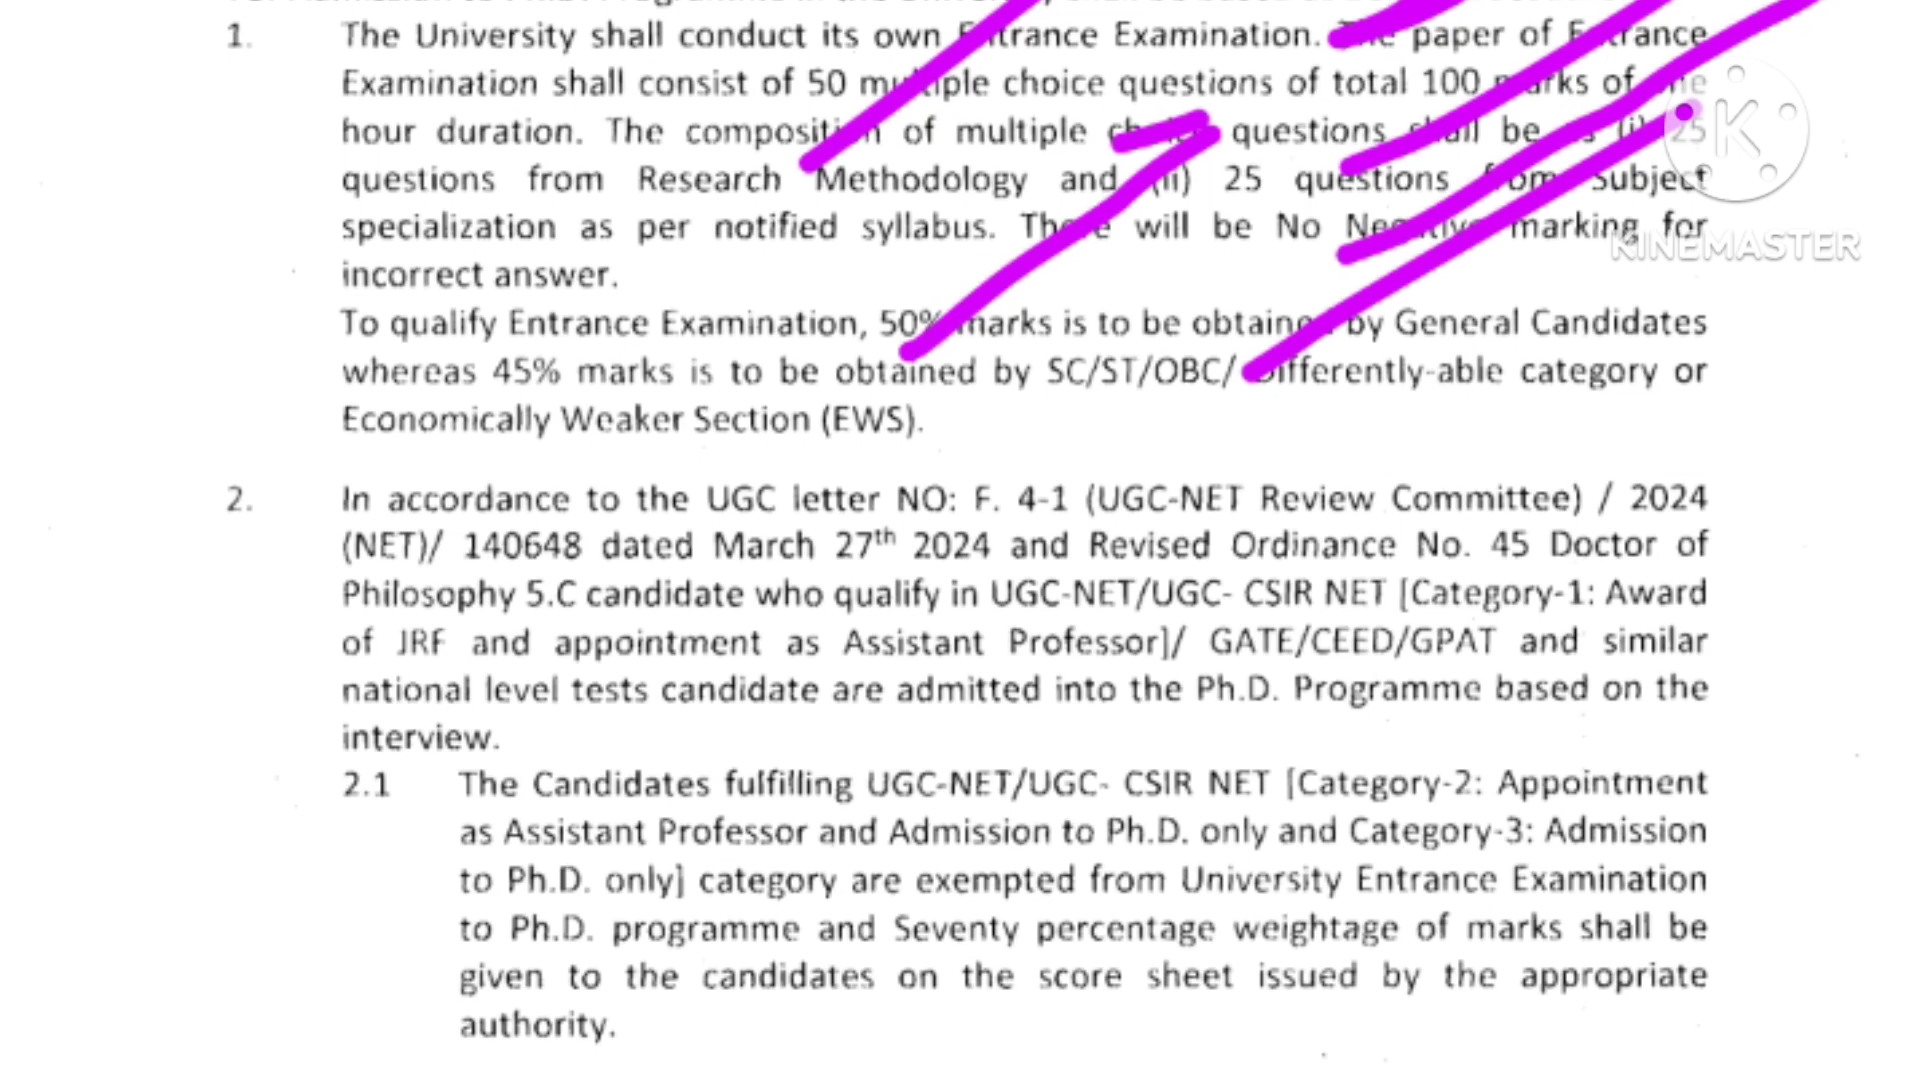 1. The University shall conduct its own Entrance Examination. The paper of Entrance
Examination shall consist of 50 multiple choice questions of total 100 marks of one
hour duration. The composition of multiple choice questions shall be as (i) 25
questions from Research Methodology and (ii) 25 questions from subject
specialization as per notified syllabus. There will be No Negative marking for
incorrect answer.
To qualify Entrance Examination, 50% marks is to be obtained by General Candidates
whereas 45% marks is to be obtained by SC/ST/OBC/ Differently-able category or
Economically Weaker Section (EWS).
2. In accordance to the UGC letter NO: F. 4-1 (UGC-NET Review Committee) / 2024
(NET)/ 140648 dated March 27th 2024 and Revised Ordinance No. 45 Doctor of
Philosophy 5.C candidate who qualify in UGC-NET/UGC- CSIR NET [Category-1: Award
of JRF and appointment as Assistant Professor]/ GATE/CEED/GPAT and similar
national level tests candidate are admitted into the Ph.D. Programme based on the
interview.
2.1 The Candidates fulfilling UGC-NET/UGC- CSIR NET [Category-2: Appointment
as Assistant Professor and Admission to Ph.D. only and Category-3: Admission
to Ph.D. only] category are exempted from University Entrance Examination
to Ph.D. programme and Seventy percentage weightage of marks shall be
given to the candidates on the score sheet issued by the appropriate
authority.
K
KINEMASTER